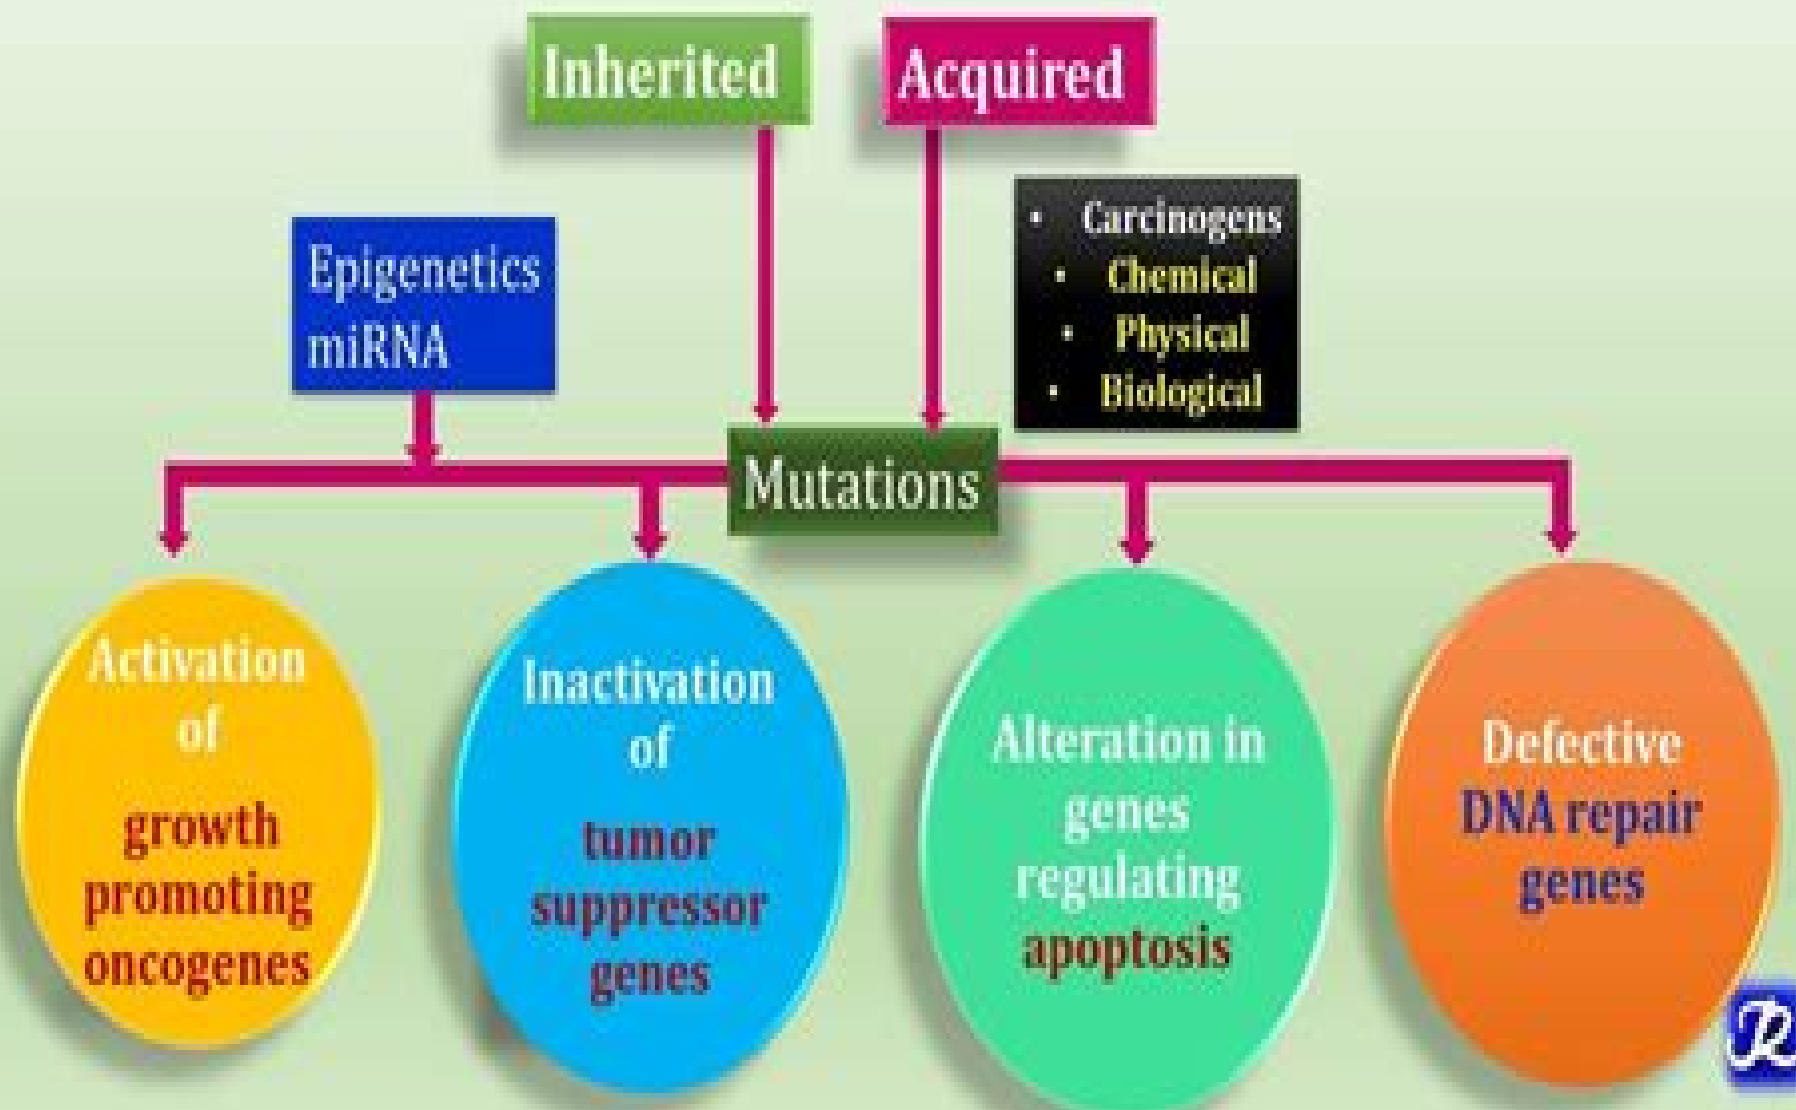 Inherited
Acquired
Epigenetics
miRNA
• Carcinogens
• Chemical
• Physical
• Biological
Mutations
Activation
of
growth
promoting
oncogenes
Inactivation
of
tumor
suppressor
genes
Alteration in
genes
regulating
apoptosis
Defective
DNA repair
genes